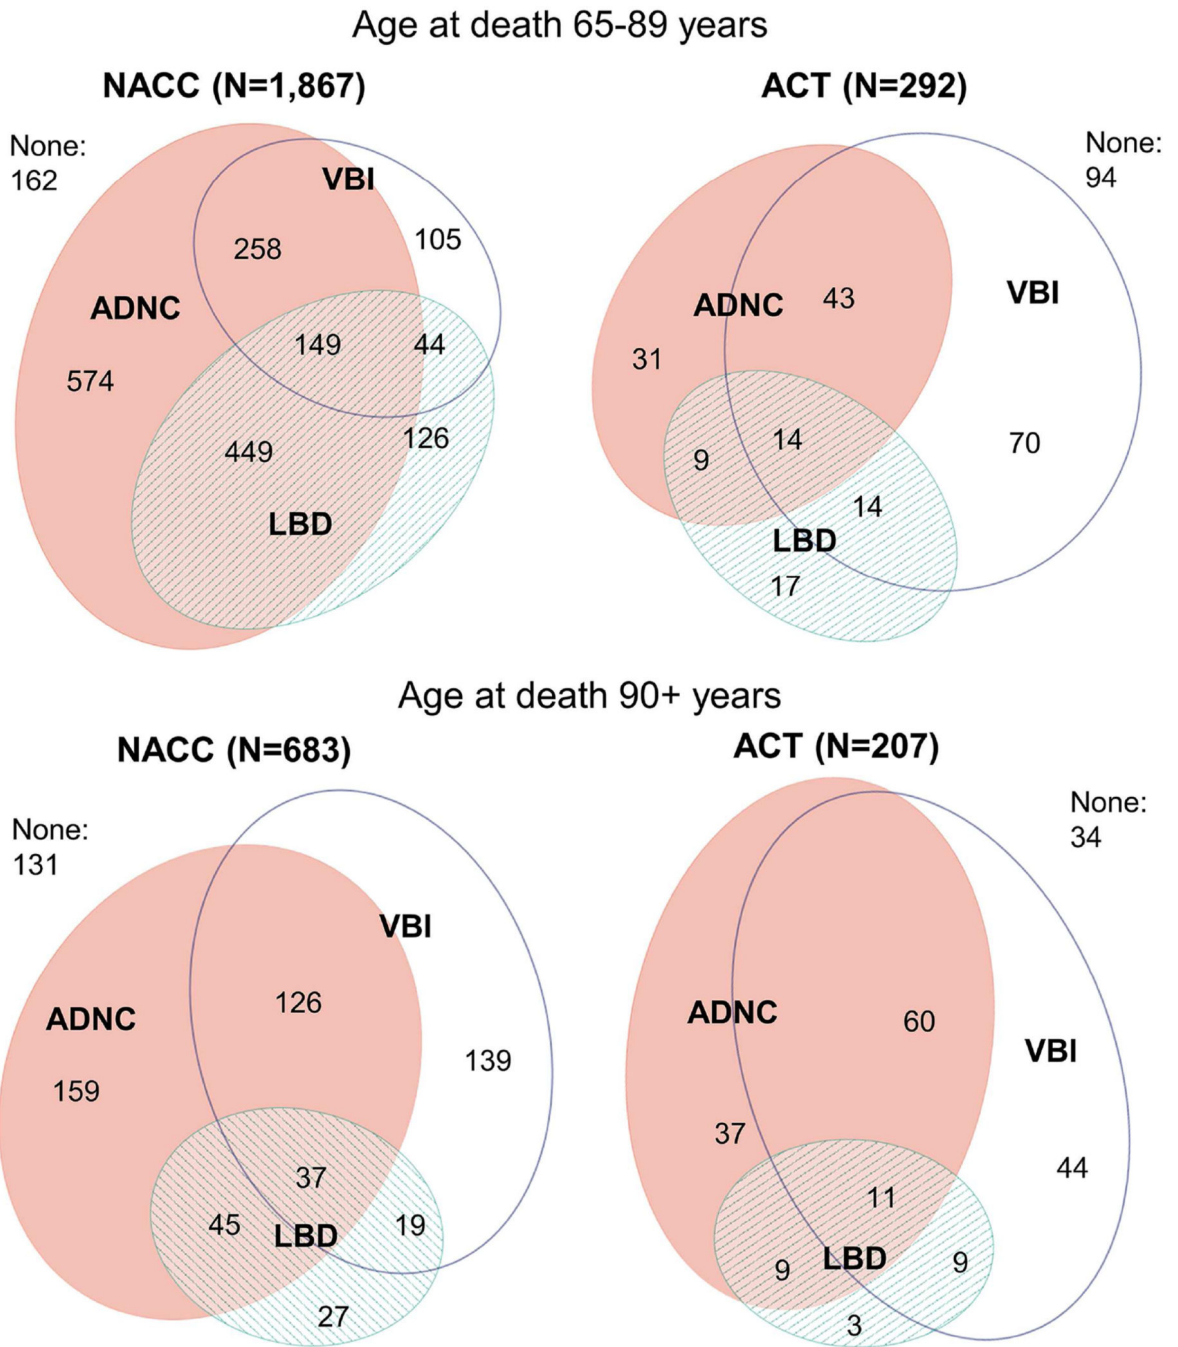 Age at death 65-89 years
NACC (N=1,867)
None:
162
VBI
258
105
ADNC
574
149
44
449
126
LBD
ACT (N=292)
None:
94
ADNC
43
VBI
31
9
14
70
14
LBD
17
Age at death 90+ years
NACC (N=683)
None:
131
VBI
126
ADNC
139
159
37
45
LBD
19
27
ACT (N=207)
None:
34
ADNC
60
VBI
37
44
11
LBD
9
9
3